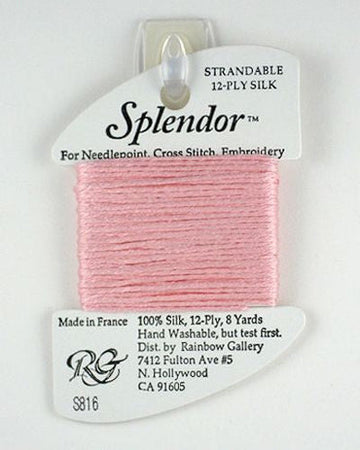 STRANDABLE
12-PLY SILK
Splendor™
For Needlepoint, Cross Stitch, Embroidery
Made in France
RG
S816
100% Silk, 12-Ply, 8 Yards
Hand Washable, but test first.
Dist. by Rainbow Gallery
7412 Fulton Ave #5
N. Hollywood
CA 91605